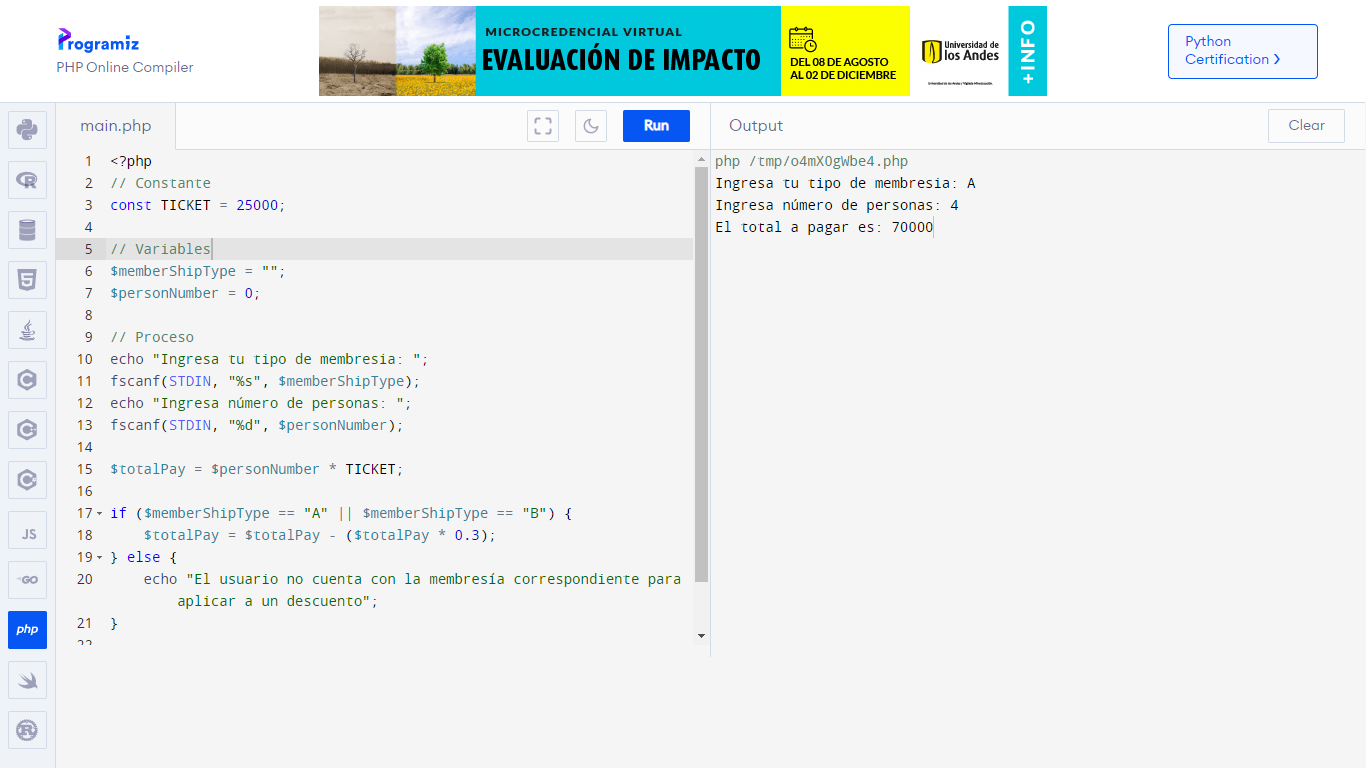 Programiz
PHP Online Compiler
MICROCREDENCIAL VIRTUAL
EVALUACIÓN DE IMPACTO
DEL 08 DE AGOSTO
AL 02 DE DICIEMBRE
Universidad de
los Andes
+INFO
Python
Certification
main.php
Run
Output
Clear
1 <?php
2 // Constante
3 const TICKET = 25000;
4
5 // Variables
6 $memberShipType = "";
7 $personNumber = 0;
8
9 // Proceso
10 echo "Ingresa tu tipo de membresia: ";
11 fscanf(STDIN, "%s", $memberShipType);
12 echo "Ingresa número de personas: ";
13 fscanf(STDIN, "%d", $personNumber);
14
15 $totalPay = $personNumber * TICKET;
16
17 if ($memberShipType == "A" || $memberShipType == "B") {
18 $totalPay = $totalPay - ($totalPay * 0.3);
19 } else {
20 echo "El usuario no cuenta con la membresía correspondiente para
aplicar a un descuento";
21 }
22
php /tmp/o4mX0gWbe4.php
Ingresa tu tipo de membresia: A
Ingresa número de personas: 4
El total a pagar es: 70000
R
5
C
C
C
JS
GO
php
R